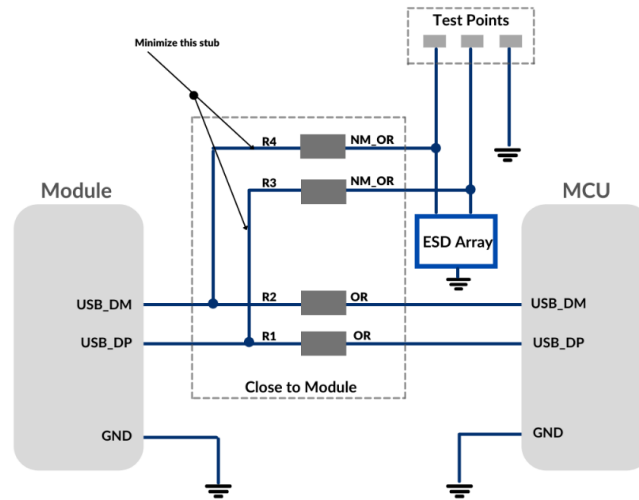 Test Points
Minimize this stub
R4
NM_OR
R3
NM_OR
Module
MCU
ESD Array
USB_DM
R2
OR
USB_DM
USB_DP
R1
OR
USB_DP
Close to Module
GND
GND